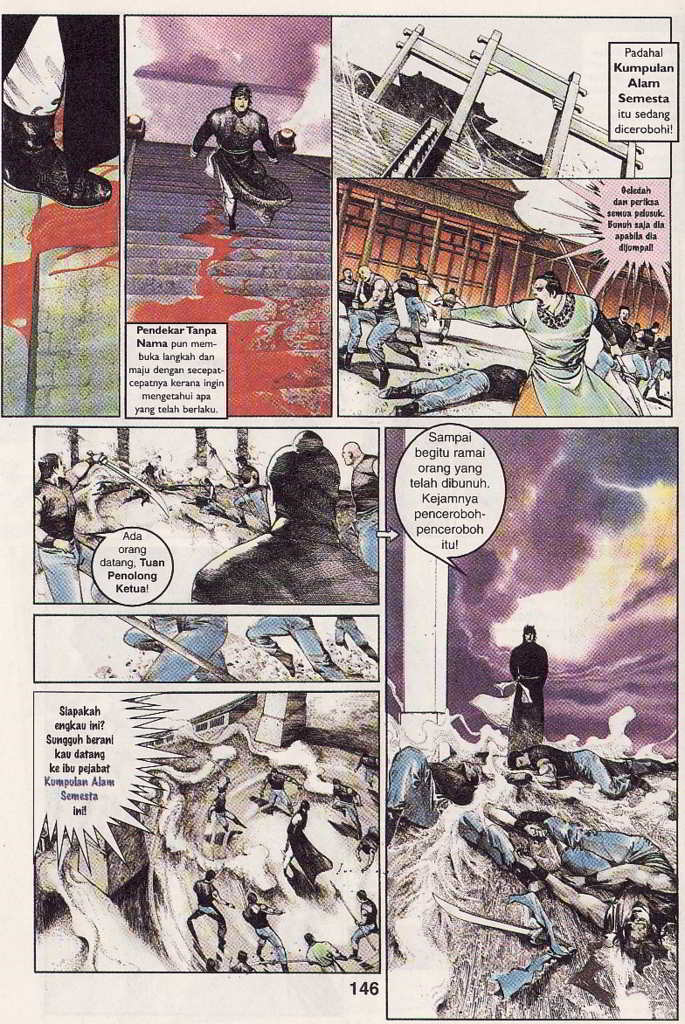 Padahal
Kumpulan
Alam
Semesta
itu sedang
dicerobohi!
Geledah
dan periksa
semua pelusuk.
Bunuh saja dia
apabila dia
dijumpai!
Pendekar Tanpa
Nama pun mem-
buka langkah dan
maju dengan secepat-
cepatnya kerana ingin
mengetahui apa
yang telah berlaku.
Ada
orang
datang, Tuan
Penolong
Ketua!
Sampai
begitu ramai
orang yang
telah dibunuh.
Kejamnya
penceroboh-
penceroboh
itu!
Siapakah
engkau ini?
Sungguh berani
kau datang
ke ibu pejabat
Kumpulan Alam
Semesta
ini!
146